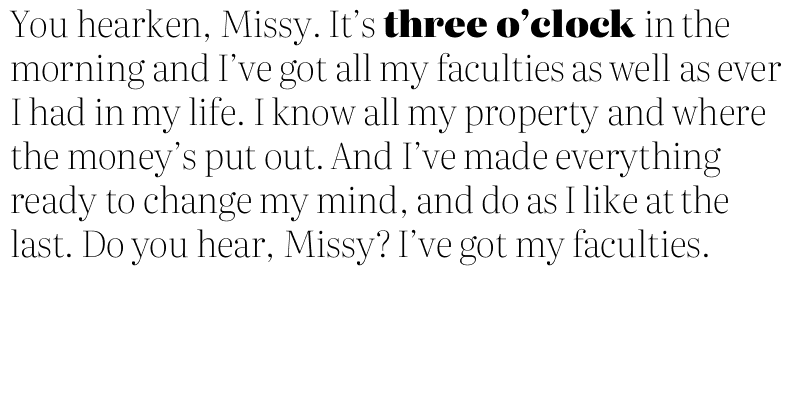 You hearken, Missy. It’s three o’clock in the
morning and I’ve got all my faculties as well as ever
I had in my life. I know all my property and where
the money’s put out. And I’ve made everything
ready to change my mind, and do as I like at the
last. Do you hear, Missy? I’ve got my faculties.